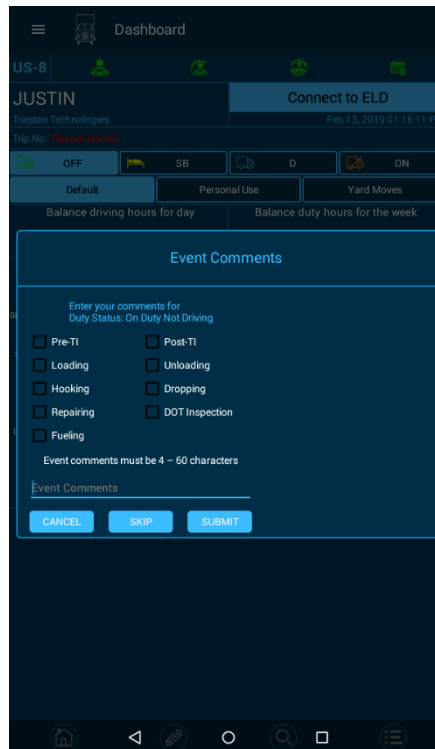 Dashboard
US-8
JUSTIN
Connect to ELD
Triesten Technologies
Feb 13, 2019 01:16:11 P
Trip No: Trip not started
OFF SB D ON
Default Personal Use Yard Moves
Balance driving hours for day Balance duty hours for the week
Event Comments
Enter your comments for
Duty Status: On Duty Not Driving
Pre-TI Post-TI
Loading Unloading
Hooking Dropping
Repairing DOT Inspection
Fueling
Event comments must be 4 – 60 characters
Event Comments
CANCEL SKIP SUBMIT